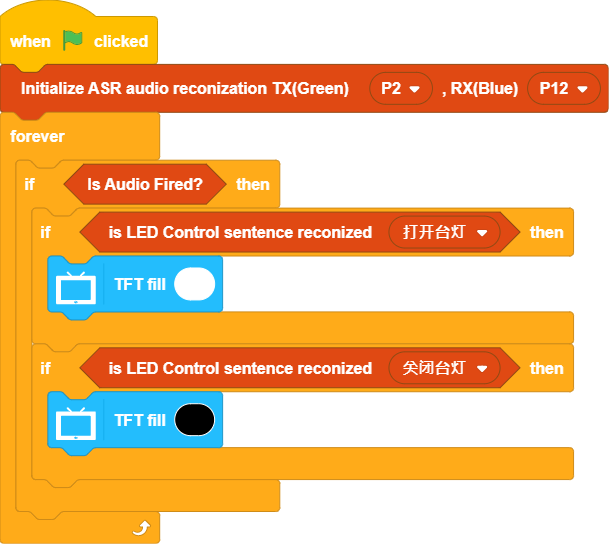 when clicked
Initialize ASR audio reconization TX(Green) P2 , RX(Blue) P12
forever
if Is Audio Fired? then
if is LED Control sentence reconized 打开台灯 then
TFT fill
if is LED Control sentence reconized 关闭台灯 then
TFT fill